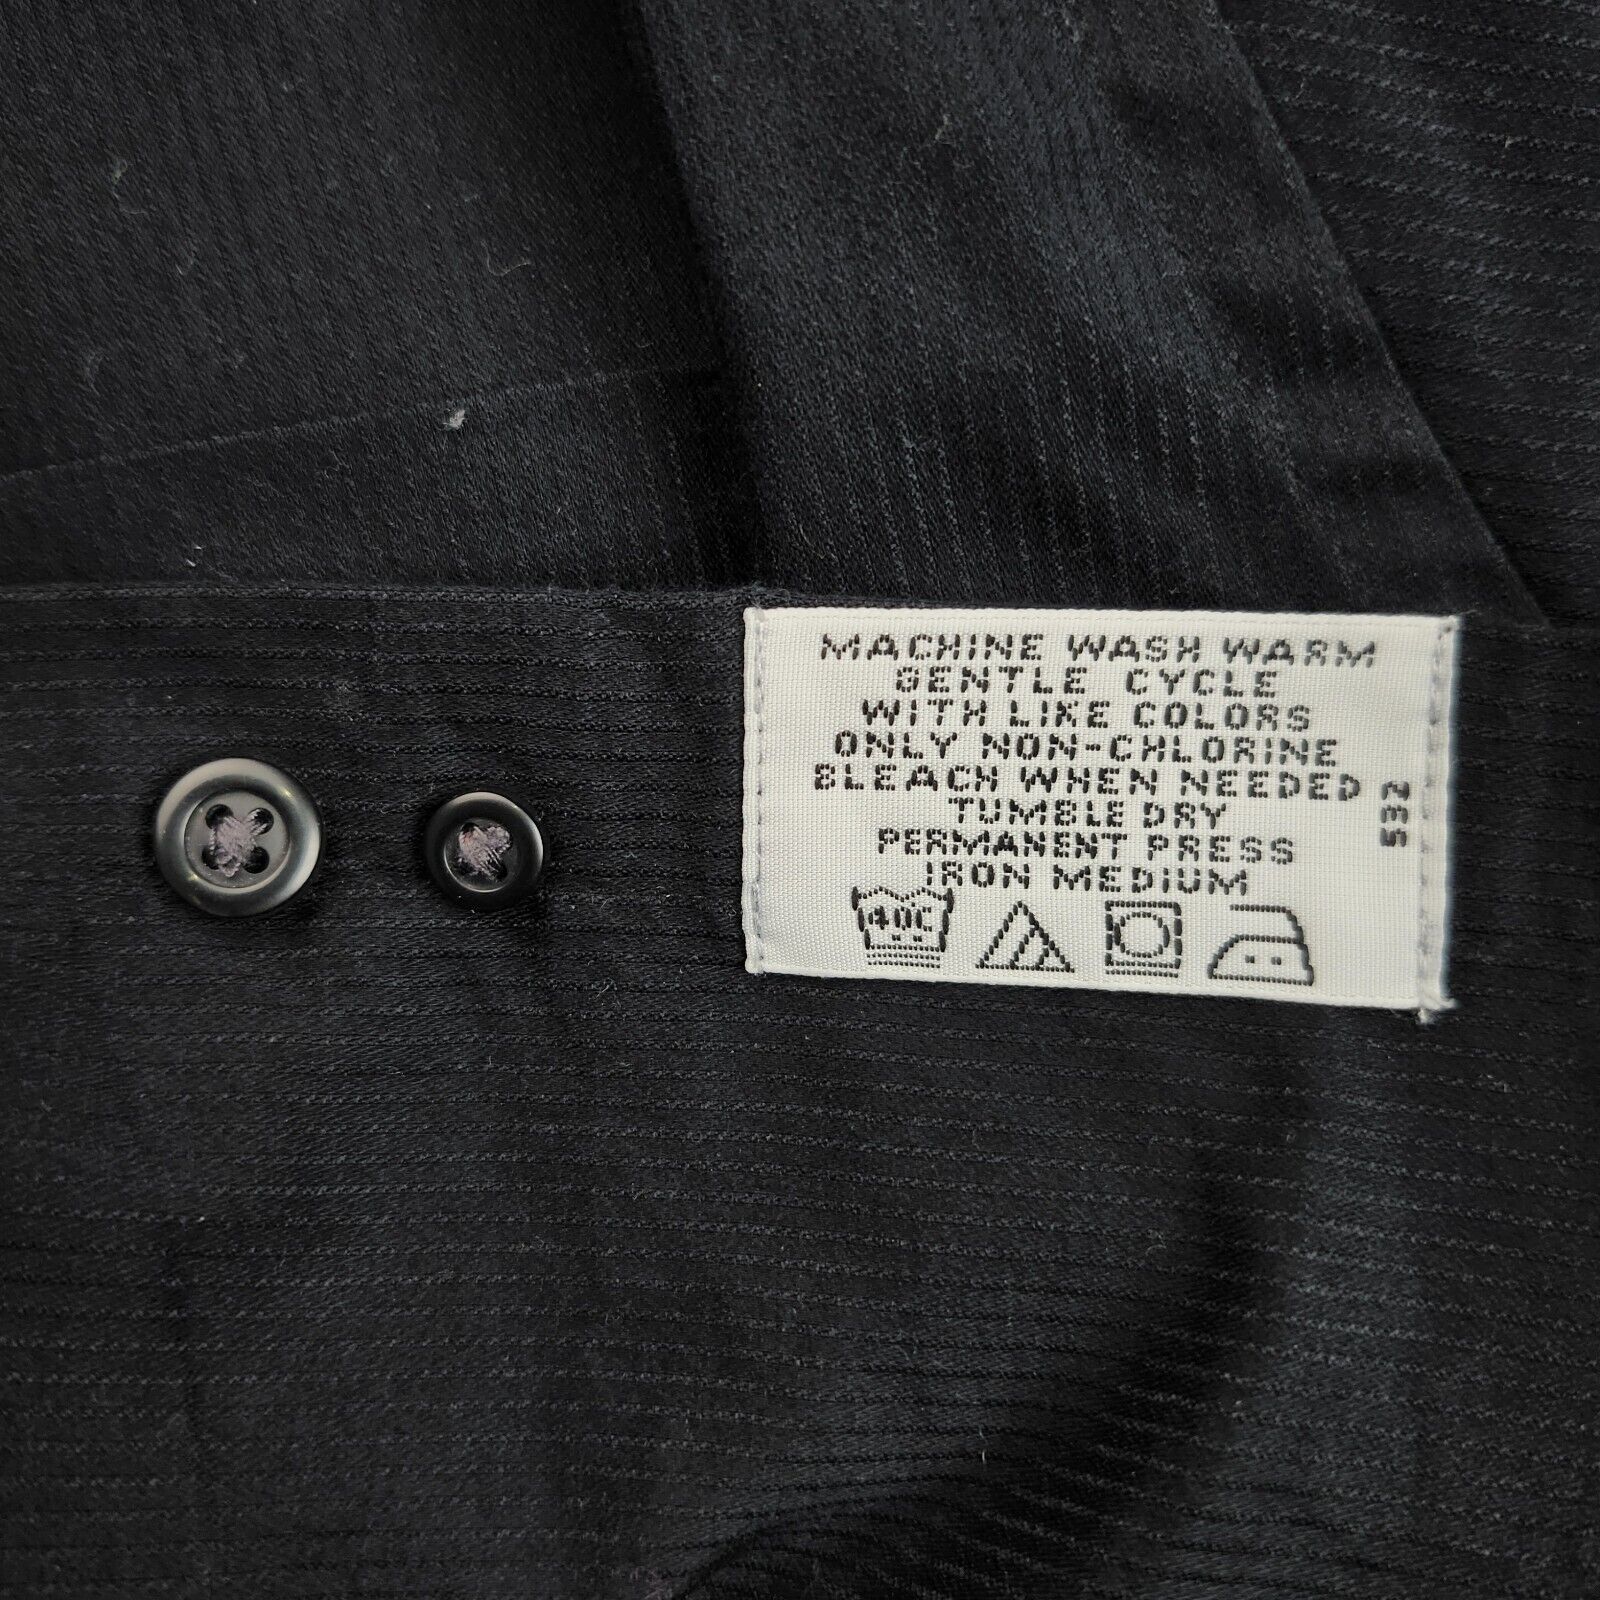 MACHINE WASH WARM
GENTLE CYCLE
WITH LIKE COLORS
ONLY NON-CHLORINE
BLEACH WHEN NEEDED
TUMBLE DRY
PERMANENT PRESS
IRON MEDIUM
40C
532